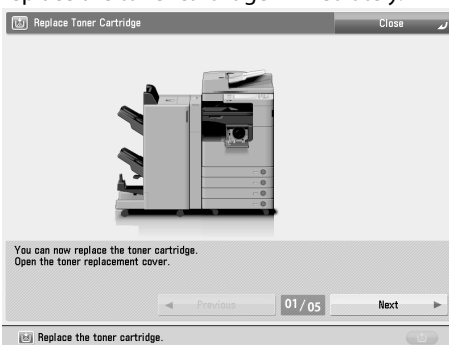 Replace Toner Cartridge
Close
You can now replace the toner cartridge.
Open the toner replacement cover.
Previous
01/05
Next
Replace the toner cartridge.